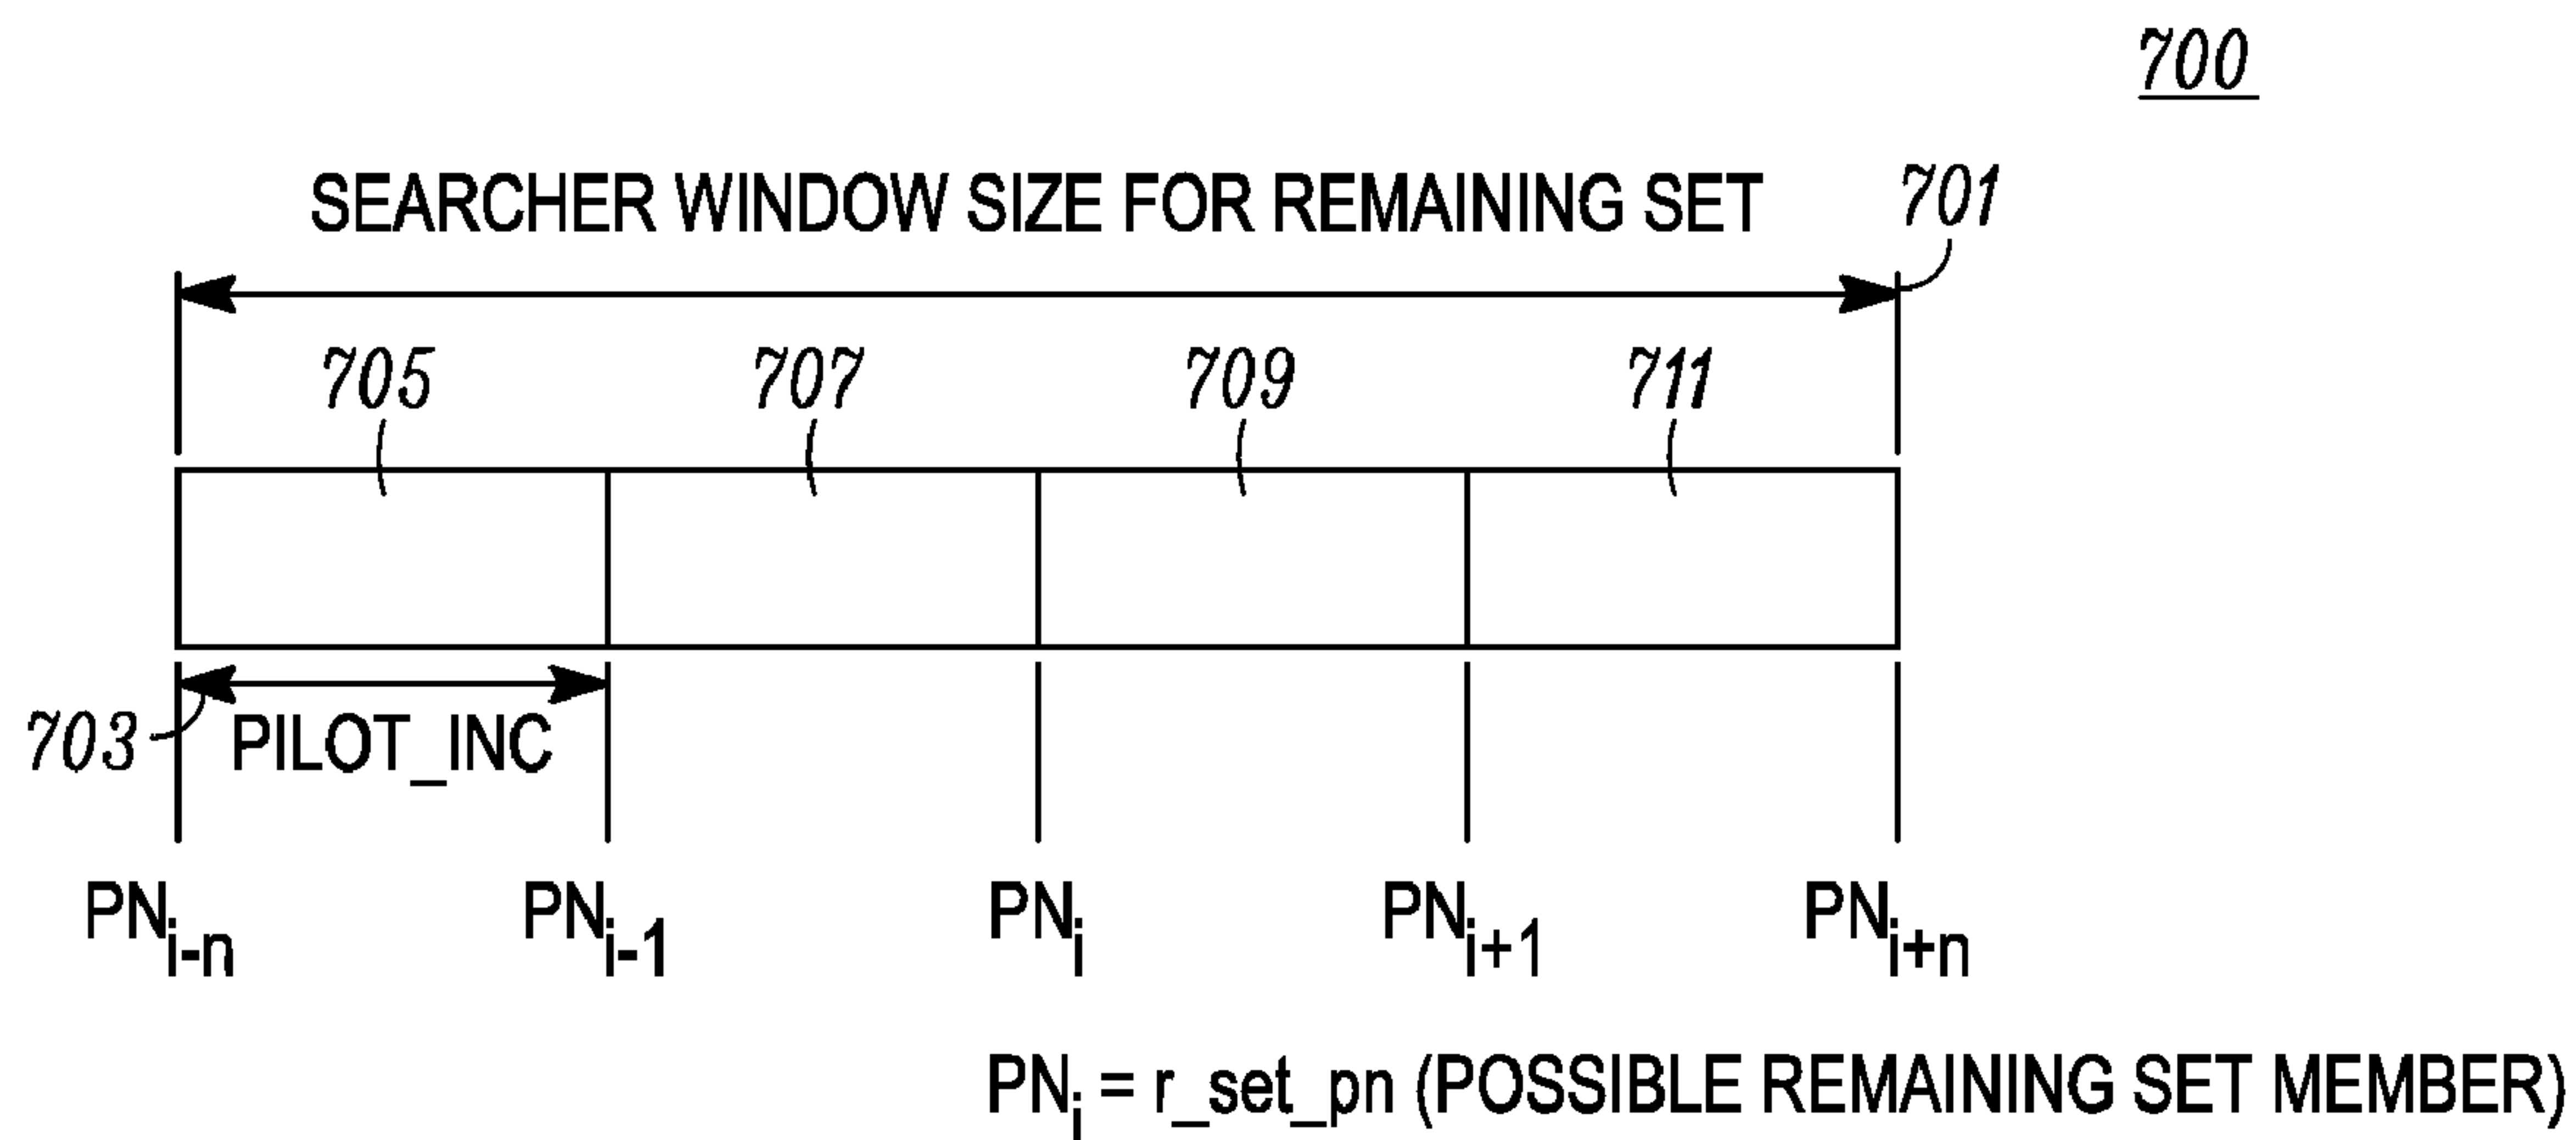 700
SEARCHER WINDOW SIZE FOR REMAINING SET
701
705 707 709 711
703
PILOT_INC
PNi-n PNi-1 PNi PNi+1 PNi+n
PNi = r_set_pn (POSSIBLE REMAINING SET MEMBER)